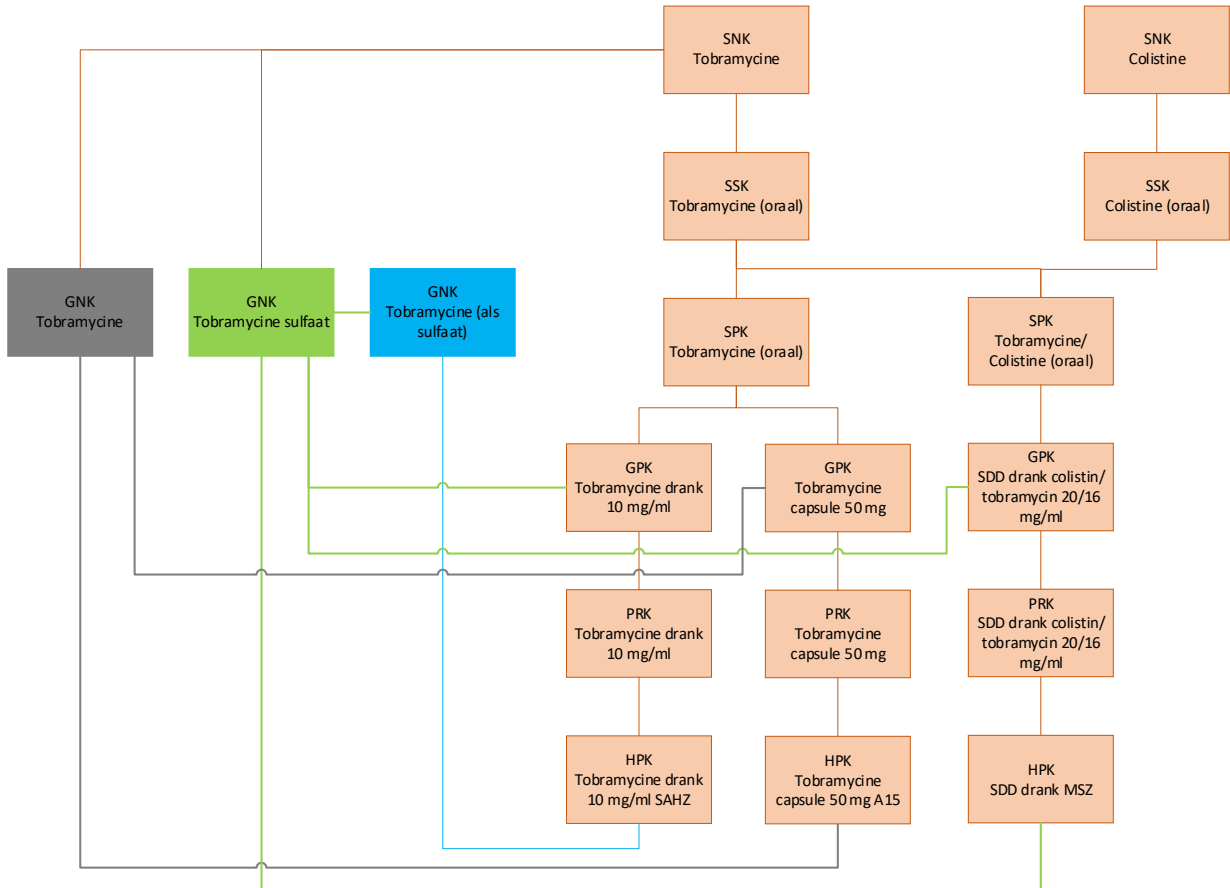 SNK
Tobramycine
SNK
Colistine
SSK
Tobramycine (oraal)
SSK
Colistine (oraal)
GNK
Tobramycine
GNK
Tobramycine sulfaat
GNK
Tobramycine (als
sulfaat)
SPK
Tobramycine (oraal)
SPK
Tobramycine/
Colistine (oraal)
GPK
Tobramycine drank
10 mg/ml
GPK
Tobramycine
capsule 50 mg
GPK
SDD drank colistin/
tobramycin 20/16
mg/ml
PRK
Tobramycine drank
10 mg/ml
PRK
Tobramycine
capsule 50 mg
PRK
SDD drank colistin/
tobramycin 20/16
mg/ml
HPK
Tobramycine drank
10 mg/ml SAHZ
HPK
Tobramycine
capsule 50 mg A15
HPK
SDD drank MSZ